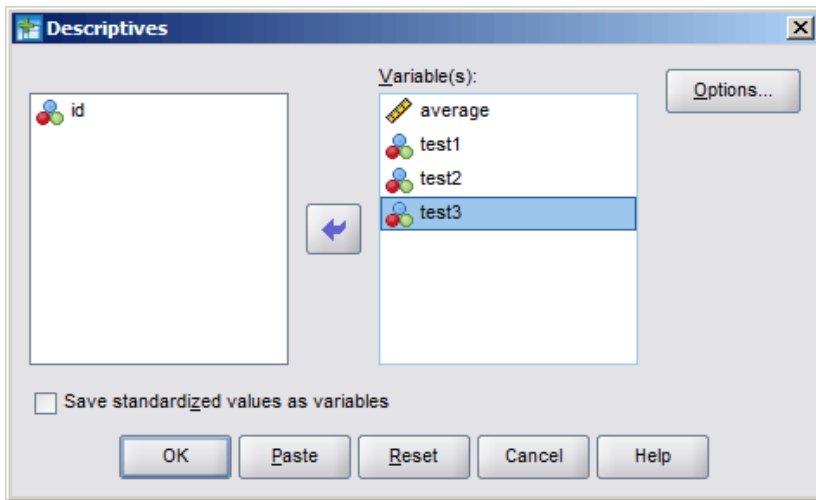 Descriptives
Variable(s):
id
average
test1
test2
test3
Options...
Save standardized values as variables
OK
Paste
Reset
Cancel
Help